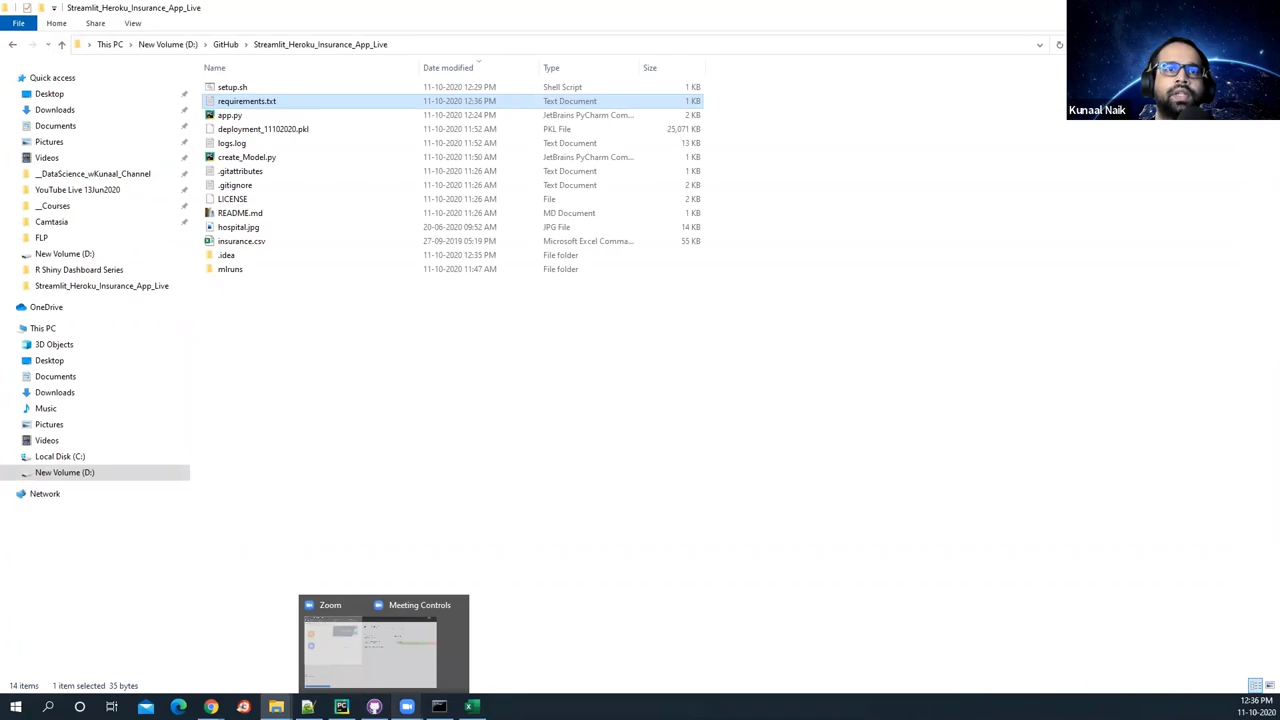 Streamlit_Heroku_Insurance_App_Live
File Home Share View
This PC New Volume (D:) GitHub Streamlit_Heroku_Insurance_App_Live
Kunaal Naik
Name Date modified Type Size
setup.sh 11-10-2020 12:29 PM Shell Script 1 KB
requirements.txt 11-10-2020 12:36 PM Text Document 1 KB
app.py 11-10-2020 12:24 PM JetBrains PyCharm Com... 2 KB
deployment_11102020.pkl 11-10-2020 11:52 AM PKL File 25,071 KB
logs.log 11-10-2020 11:52 AM Text Document 13 KB
create_Model.py 11-10-2020 11:50 AM JetBrains PyCharm Com... 1 KB
.gitattributes 11-10-2020 11:26 AM Text Document 1 KB
.gitignore 11-10-2020 11:26 AM Text Document 2 KB
LICENSE 11-10-2020 11:26 AM File 2 KB
README.md 11-10-2020 11:26 AM MD Document 1 KB
hospital.jpg 20-06-2020 09:52 AM JPG File 14 KB
insurance.csv 27-09-2019 05:19 PM Microsoft Excel Comma... 55 KB
.idea 11-10-2020 12:35 PM File folder
mlruns 11-10-2020 11:47 AM File folder
Quick access
Desktop
Downloads
Documents
Pictures
Videos
__DataScience_wKunaal_Channel
YouTube Live 13Jun2020
__Courses
Camtasia
FLP
New Volume (D:)
R Shiny Dashboard Series
Streamlit_Heroku_Insurance_App_Live
OneDrive
This PC
3D Objects
Desktop
Documents
Downloads
Music
Pictures
Videos
Local Disk (C:)
New Volume (D:)
Network
Zoom Meeting Controls
14 items 1 item selected 35 bytes
12:36 PM
11-10-2020